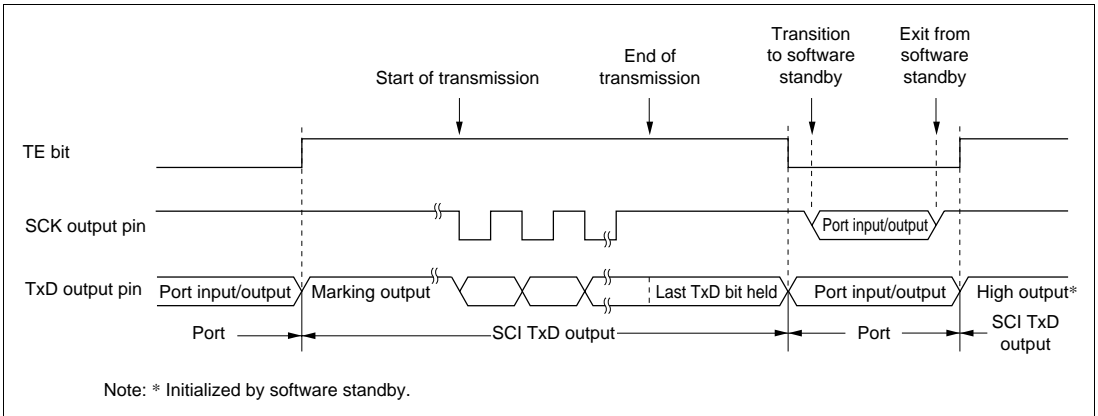 Transition
to software
standby
Exit from
software
standby
End of
transmission
Start of transmission
TE bit
SCK output pin
Port input/output
TxD output pin
Port input/output
Marking output
Last TxD bit held
Port input/output
High output*
Port
SCI TxD output
Port
SCI TxD
output
Note: * Initialized by software standby.